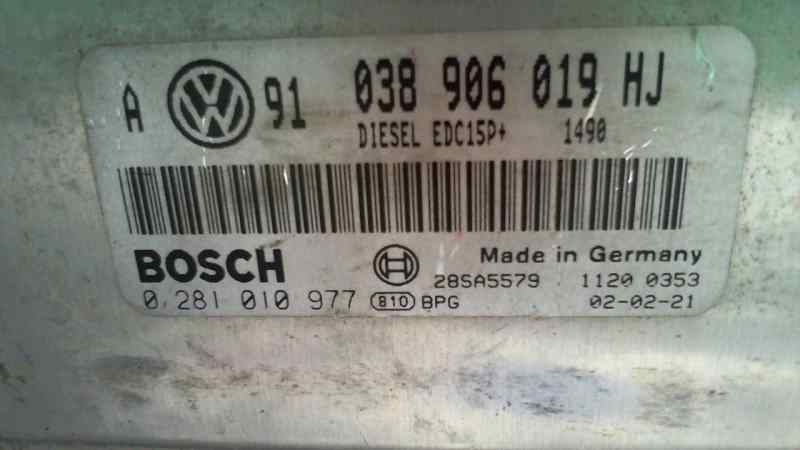 A VW 91 038 906 019 HJ
DIESEL EDC15P+ 1490
BOSCH Made in Germany
28SA5579 1120 0353
0 281 010 977 810 BPG 02-02-21